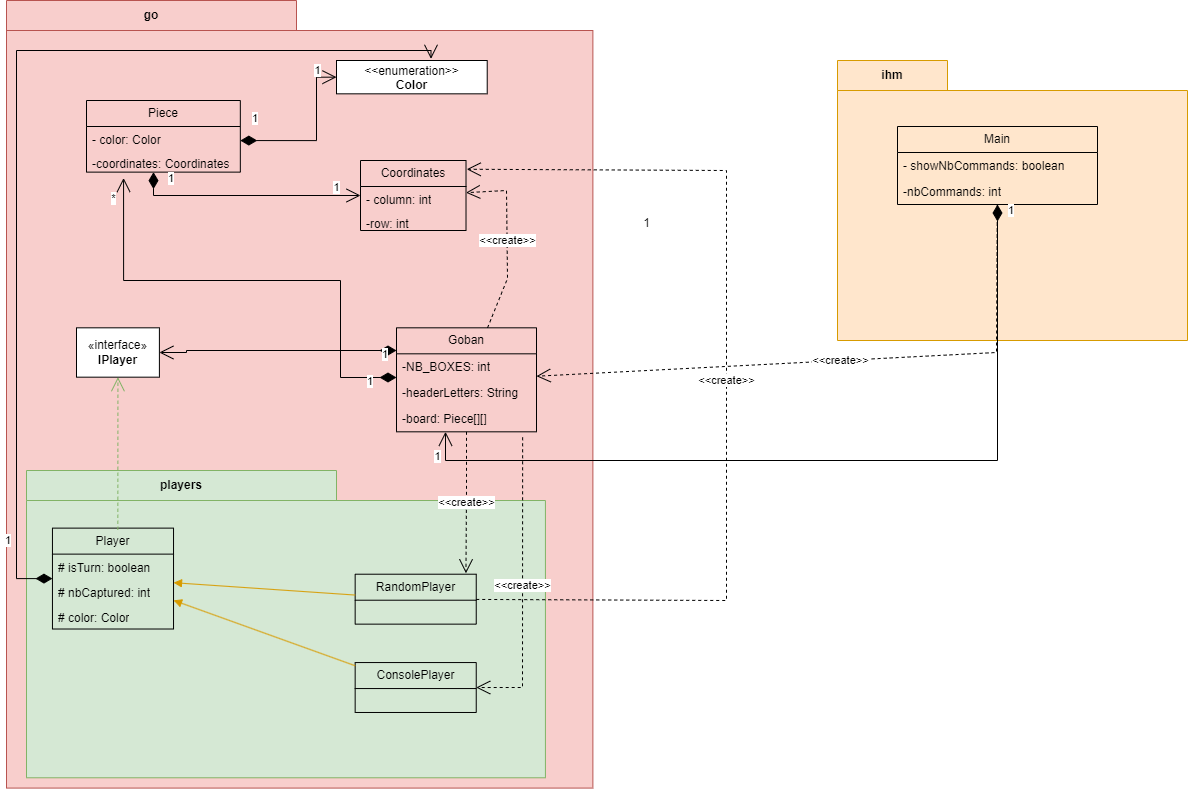 go
<<enumeration>>
Color
1
Piece
- color: Color
-coordinates: Coordinates
1
1
1
*
Coordinates
- column: int
-row: int
<<create>>
1
ihm
Main
- showNbCommands: boolean
-nbCommands: int
1
«interface»
IPlayer
Goban
-NB_BOXES: int
-headerLetters: String
-board: Piece[][]
1
1
<<create>>
<<create>>
1
players
<<create>>
1
Player
# isTurn: boolean
# nbCaptured: int
# color: Color
RandomPlayer
<<create>>
ConsolePlayer